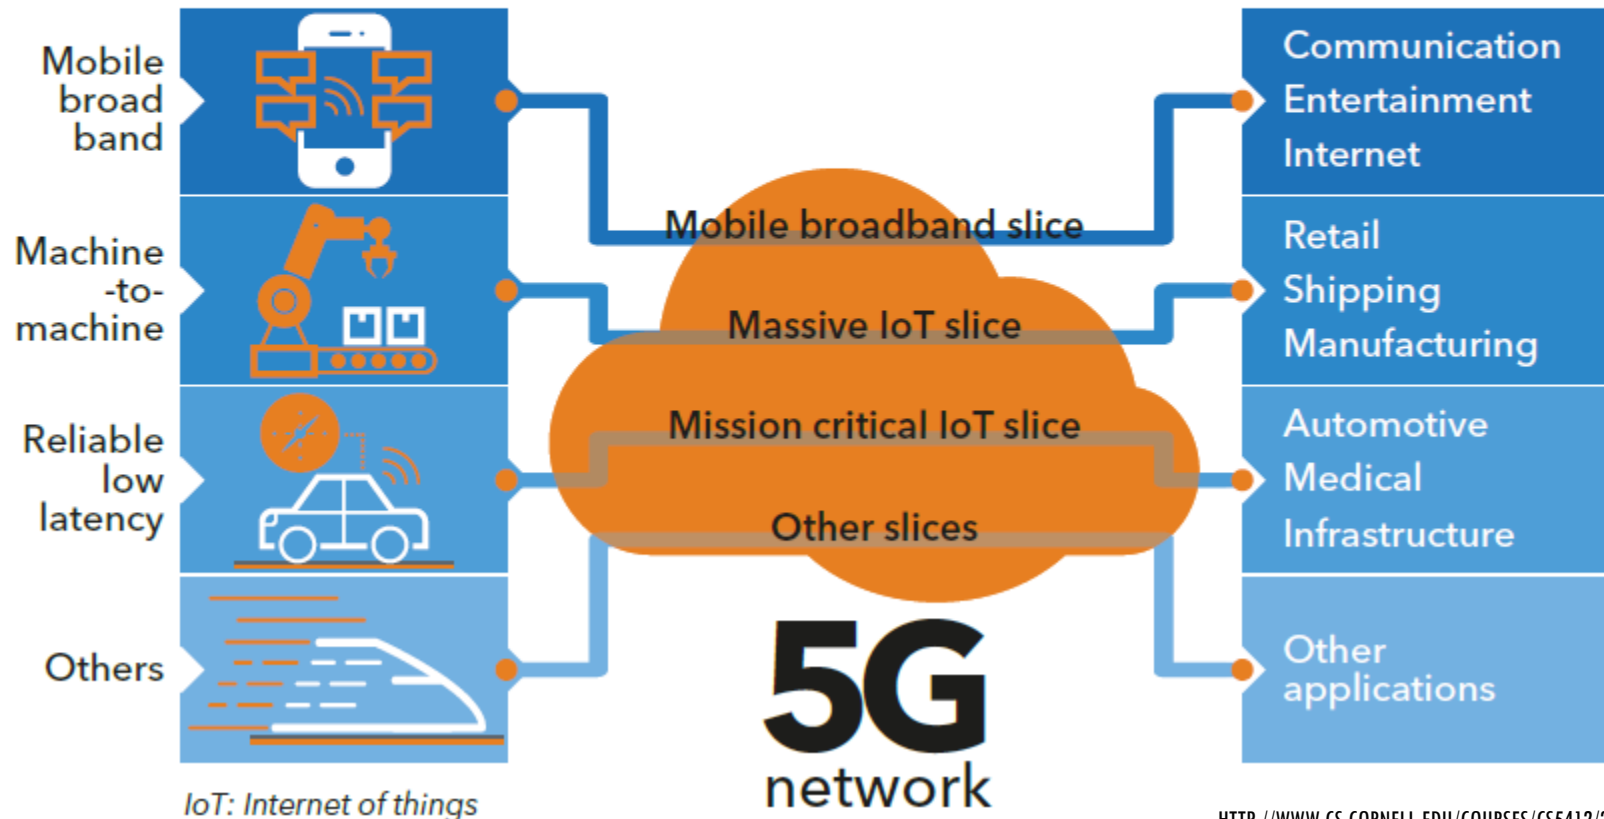 Mobile
broad
band
Machine
-to-
machine
Reliable
low
latency
Others
Mobile broadband slice
Massive IoT slice
Mission critical IoT slice
Other slices
5G
network
Communication
Entertainment
Internet
Retail
Shipping
Manufacturing
Automotive
Medical
Infrastructure
Other
applications
IoT: Internet of things